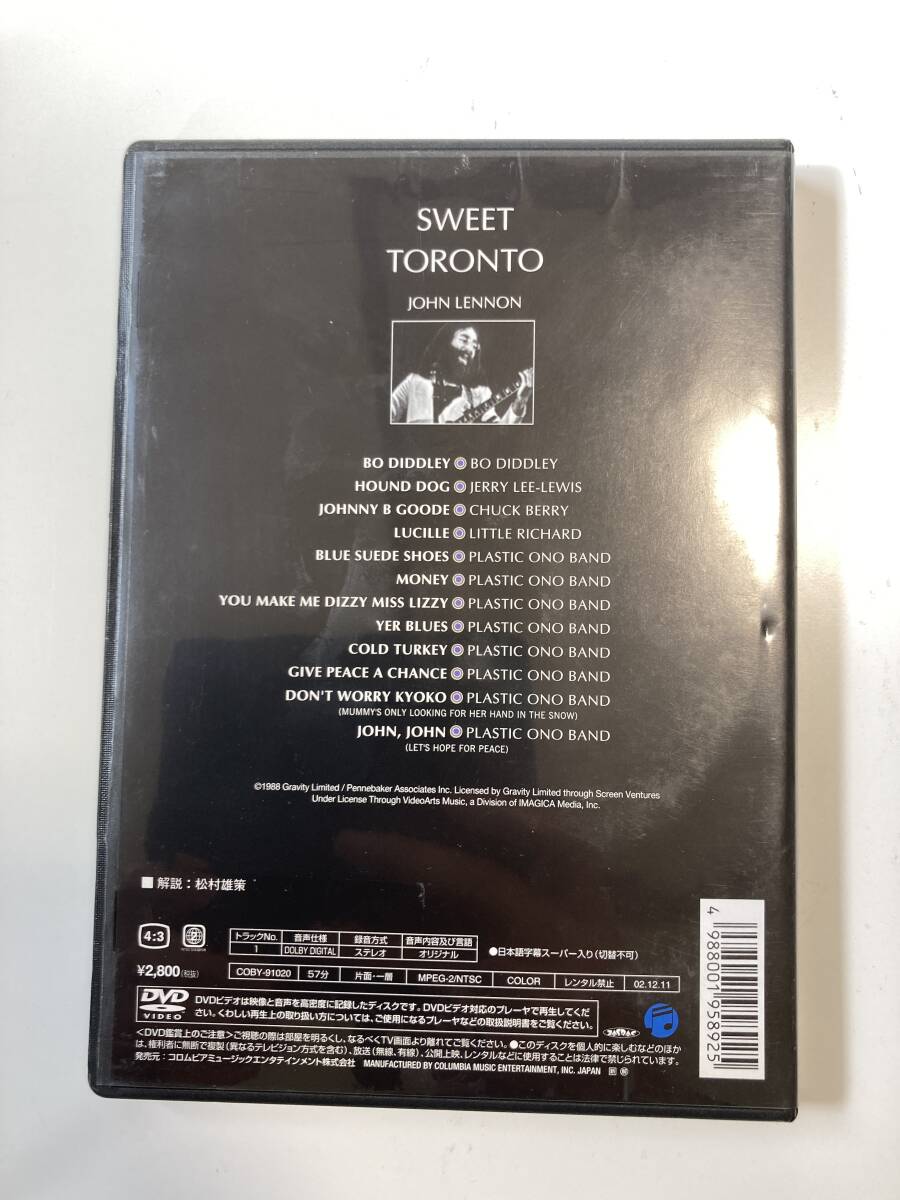 SWEET
TORONTO
JOHN LENNON
BO DIDDLEY BO DIDDLEY
HOUND DOG JERRY LEE-LEWIS
JOHNNY B GOODE CHUCK BERRY
LUCILLE LITTLE RICHARD
BLUE SUEDE SHOES PLASTIC ONO BAND
MONEY PLASTIC ONO BAND
YOU MAKE ME DIZZY MISS LIZZY PLASTIC ONO BAND
YER BLUES PLASTIC ONO BAND
COLD TURKEY PLASTIC ONO BAND
GIVE PEACE A CHANCE PLASTIC ONO BAND
DON'T WORRY KYOKO PLASTIC ONO BAND
(MUMMY'S ONLY LOOKING FOR HER HAND IN THE SNOW)
JOHN, JOHN PLASTIC ONO BAND
(LET'S HOPE FOR PEACE)
©1988 Gravity Limited / Pennebaker Associates Inc. Licensed by Gravity Limited through Screen Ventures
Under License Through VideoArts Music, a Division of IMAGICA Media, Inc.
■ 解説：松村雄策
4:3 2
トラックNo. 音声仕様 録音方式 音声内容及び言語
1 DOLBY DIGITAL ステレオ オリジナル
●日本語字幕スーパー入り（切替不可）
¥2,800(税抜) COBY-91020 57分 片面・一層 MPEG-2/NTSC COLOR レンタル禁止 02.12.11
DVD VIDEO
DVDビデオは映像と音声を高密度に記録したディスクです。DVDビデオ対応のプレーヤで再生してくだ
さい。くわしい再生上の取り扱い方については、ご使用になるプレーヤなどの取扱説明書をご覧ください。
<DVD鑑賞上のご注意>ご視聴の際は部屋を明るくし、なるべくTV画面より離れてご覧ください。●このディスクを個人的に楽しむなどのほか
は、権利者に無断で複製（異なるテレビジョン方式を含む）、放送（無線、有線）、公開上映、レンタルなどに使用することは法律で禁じられています。
発売元：コロムビアミュージックエンタテインメント株式会社 MANUFACTURED BY COLUMBIA MUSIC ENTERTAINMENT, INC. JAPAN
4 988001 958925